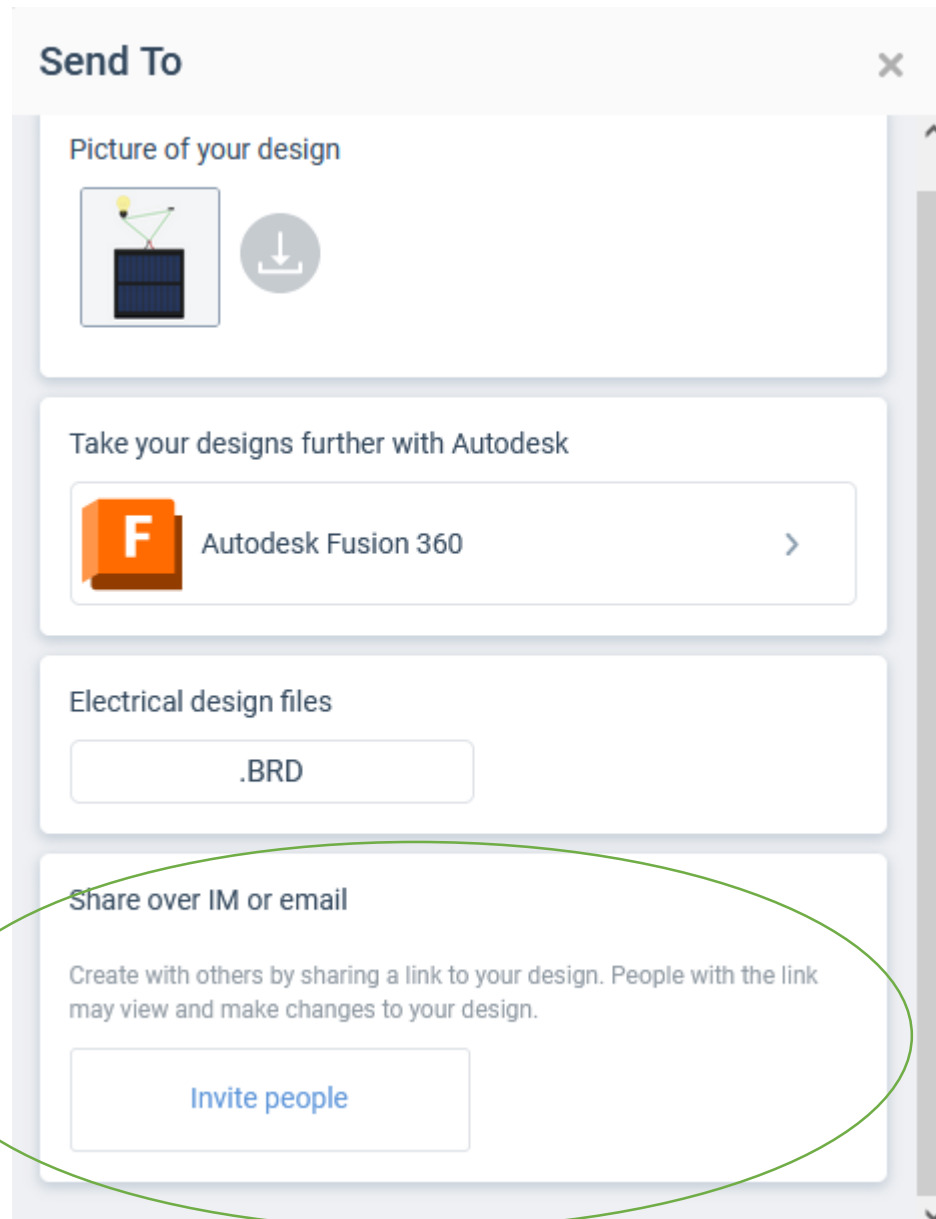 Send To
Picture of your design
Take your designs further with Autodesk
F
Autodesk Fusion 360
Electrical design files
.BRD
Share over IM or email
Create with others by sharing a link to your design. People with the link
may view and make changes to your design.
Invite people